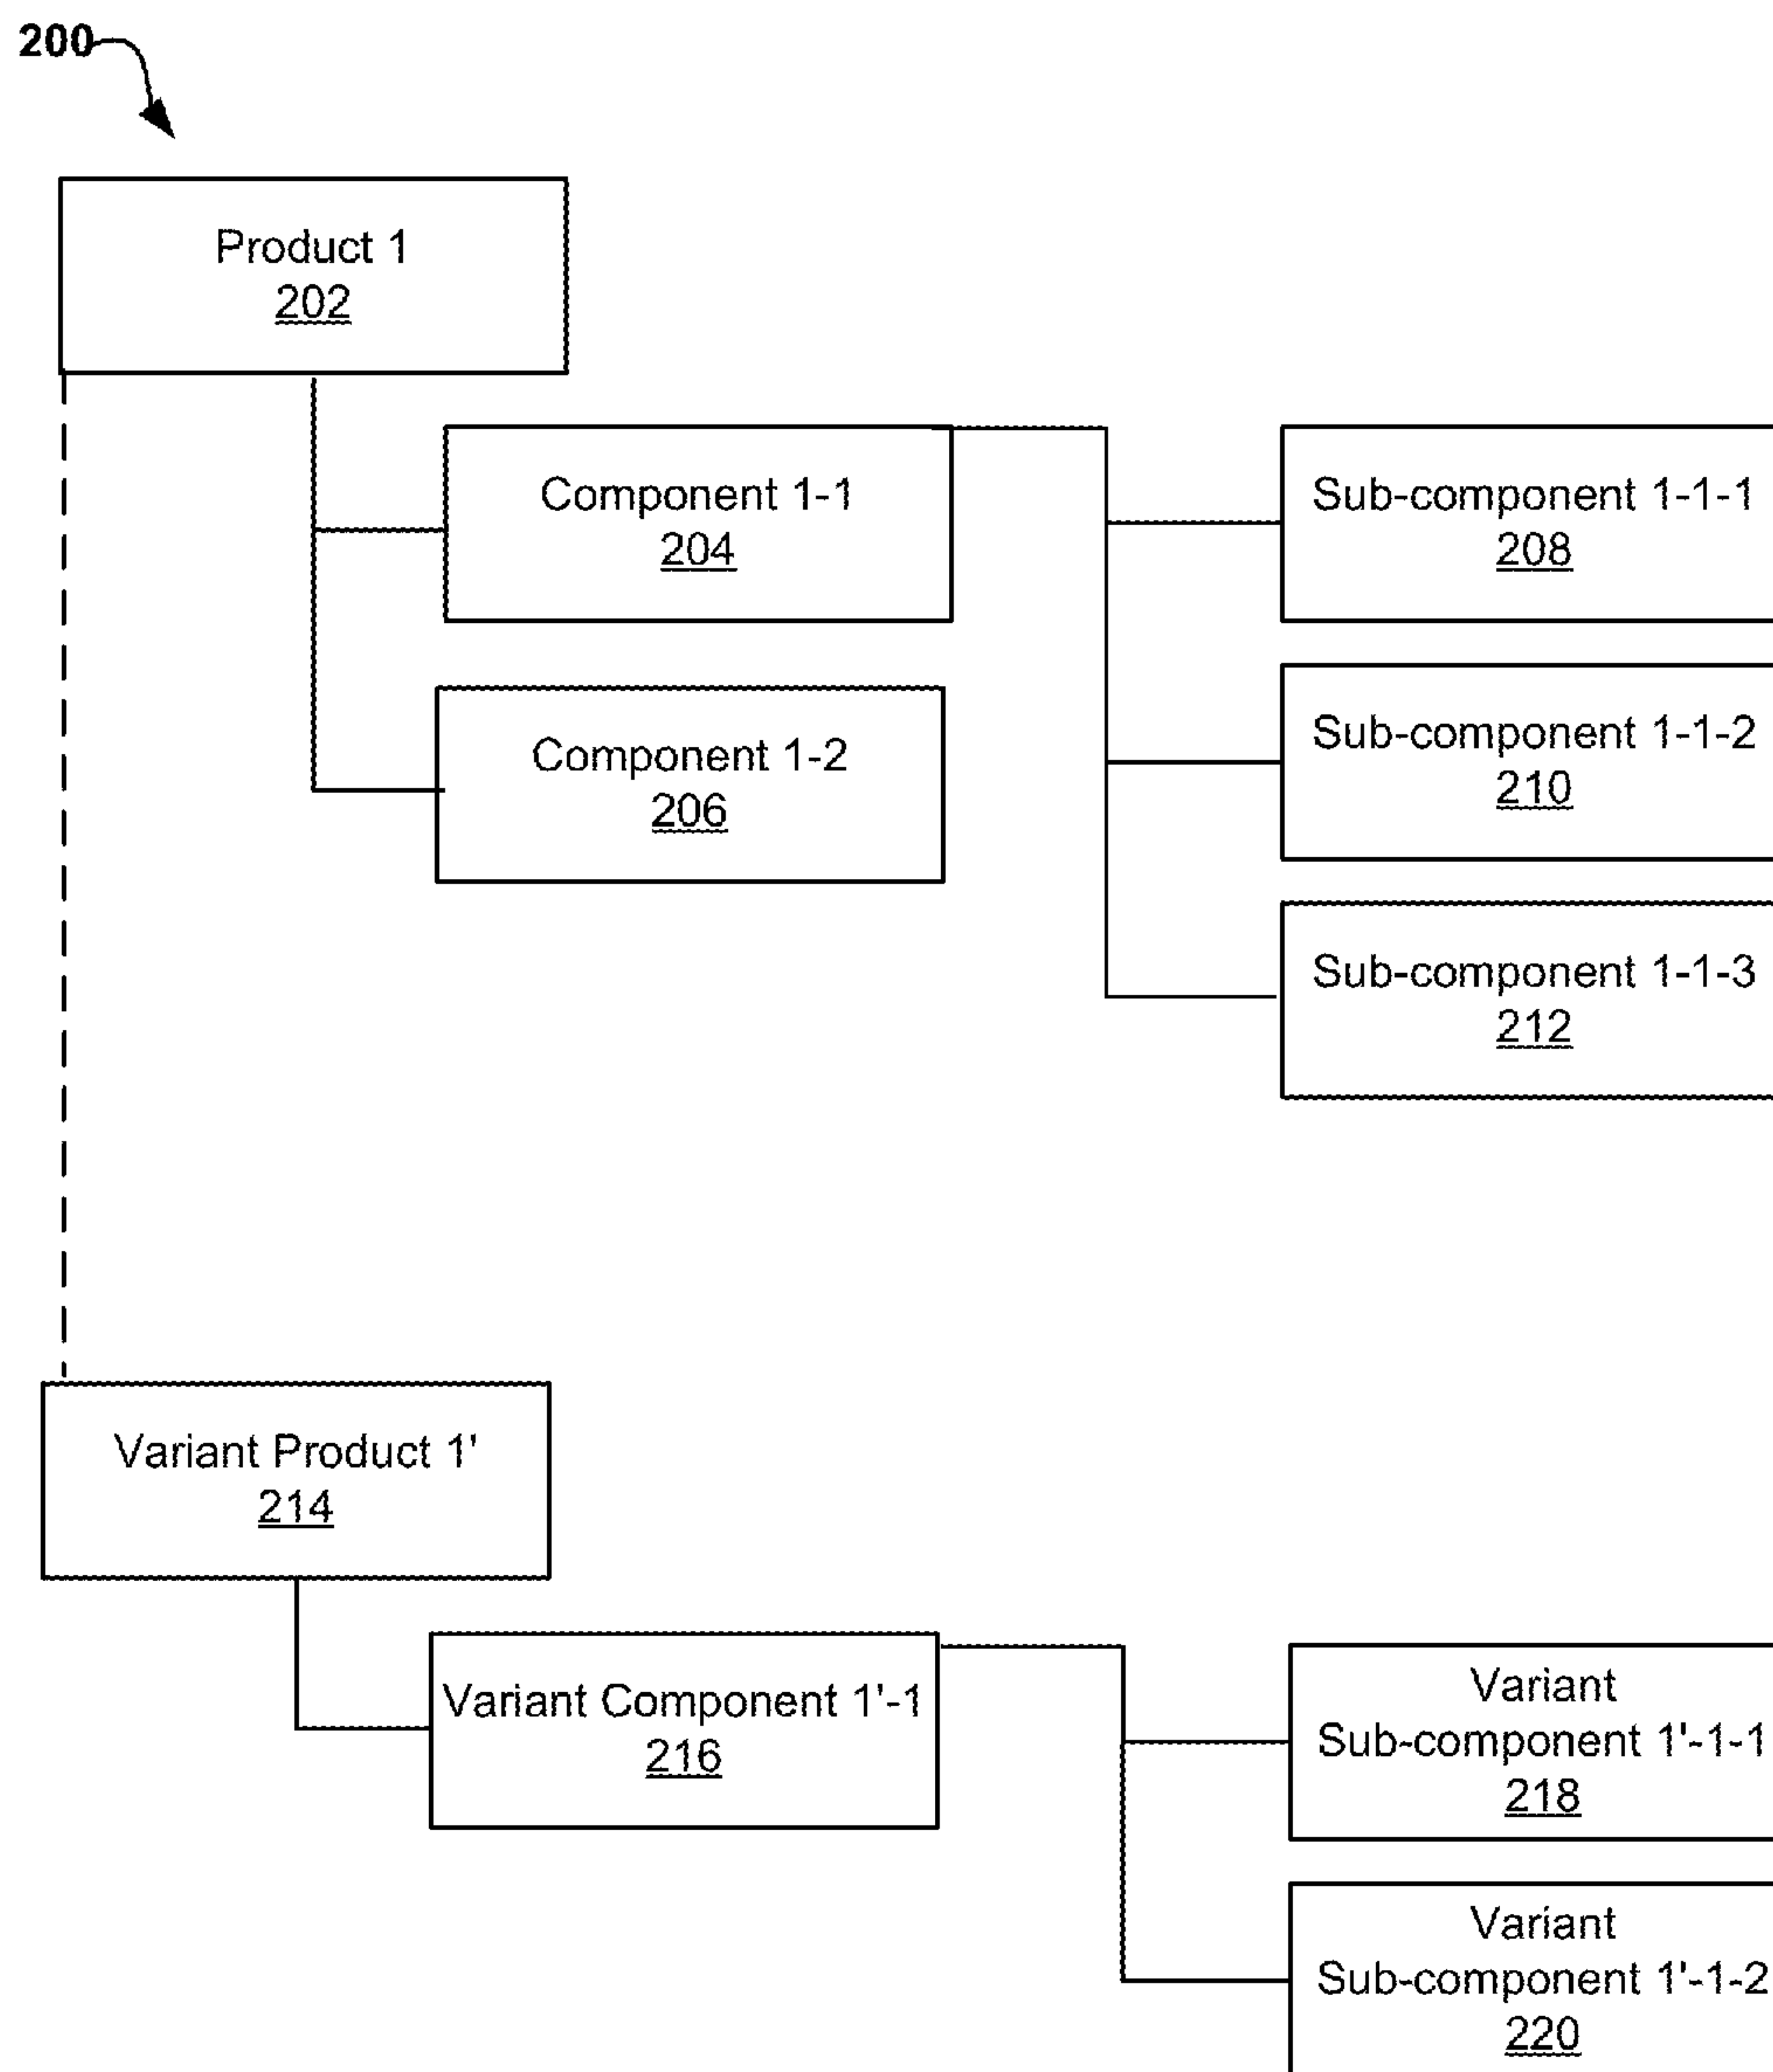 200
Product 1
202
Component 1-1
204
Sub-component 1-1-1
208
Component 1-2
206
Sub-component 1-1-2
210
Sub-component 1-1-3
212
Variant Product 1'
214
Variant Component 1'-1
216
Variant
Sub-component 1'-1-1
218
Variant
Sub-component 1'-1-2
220